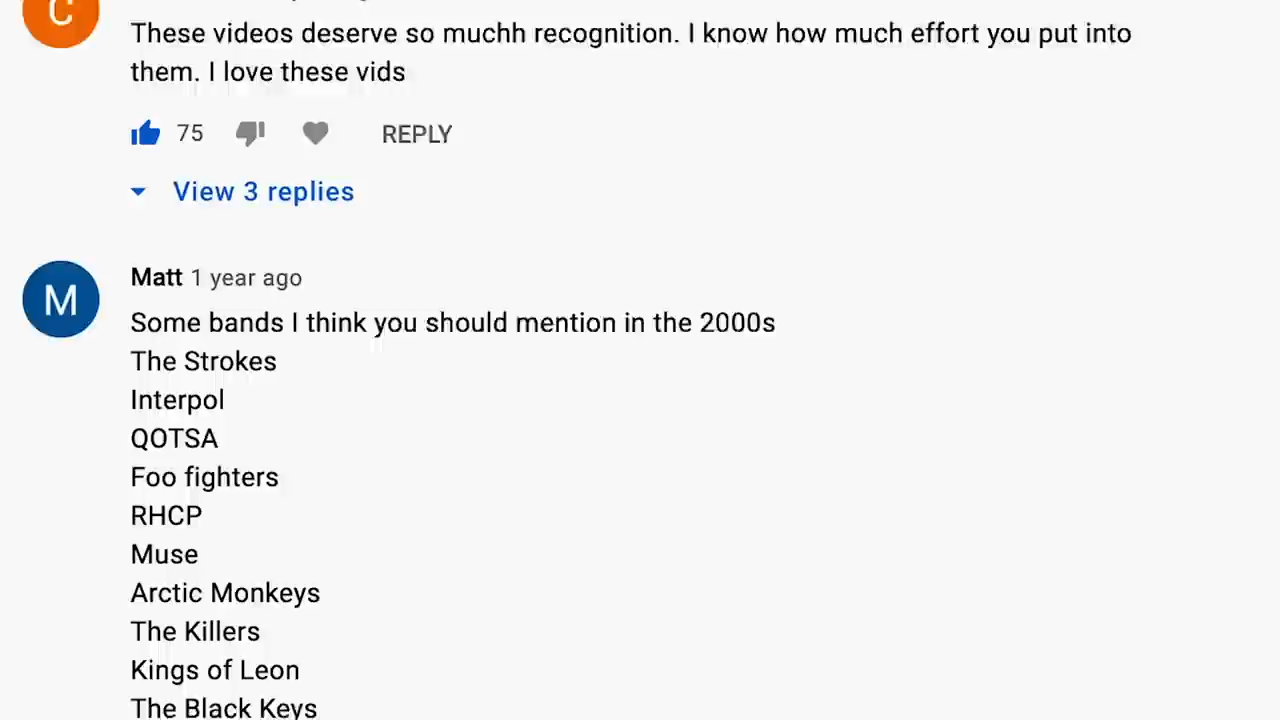 C
These videos deserve so muchh recognition. I know how much effort you put into
them. I love these vids
75 REPLY
View 3 replies
M
Matt 1 year ago
Some bands I think you should mention in the 2000s
The Strokes
Interpol
QOTSA
Foo fighters
RHCP
Muse
Arctic Monkeys
The Killers
Kings of Leon
The Black Keys